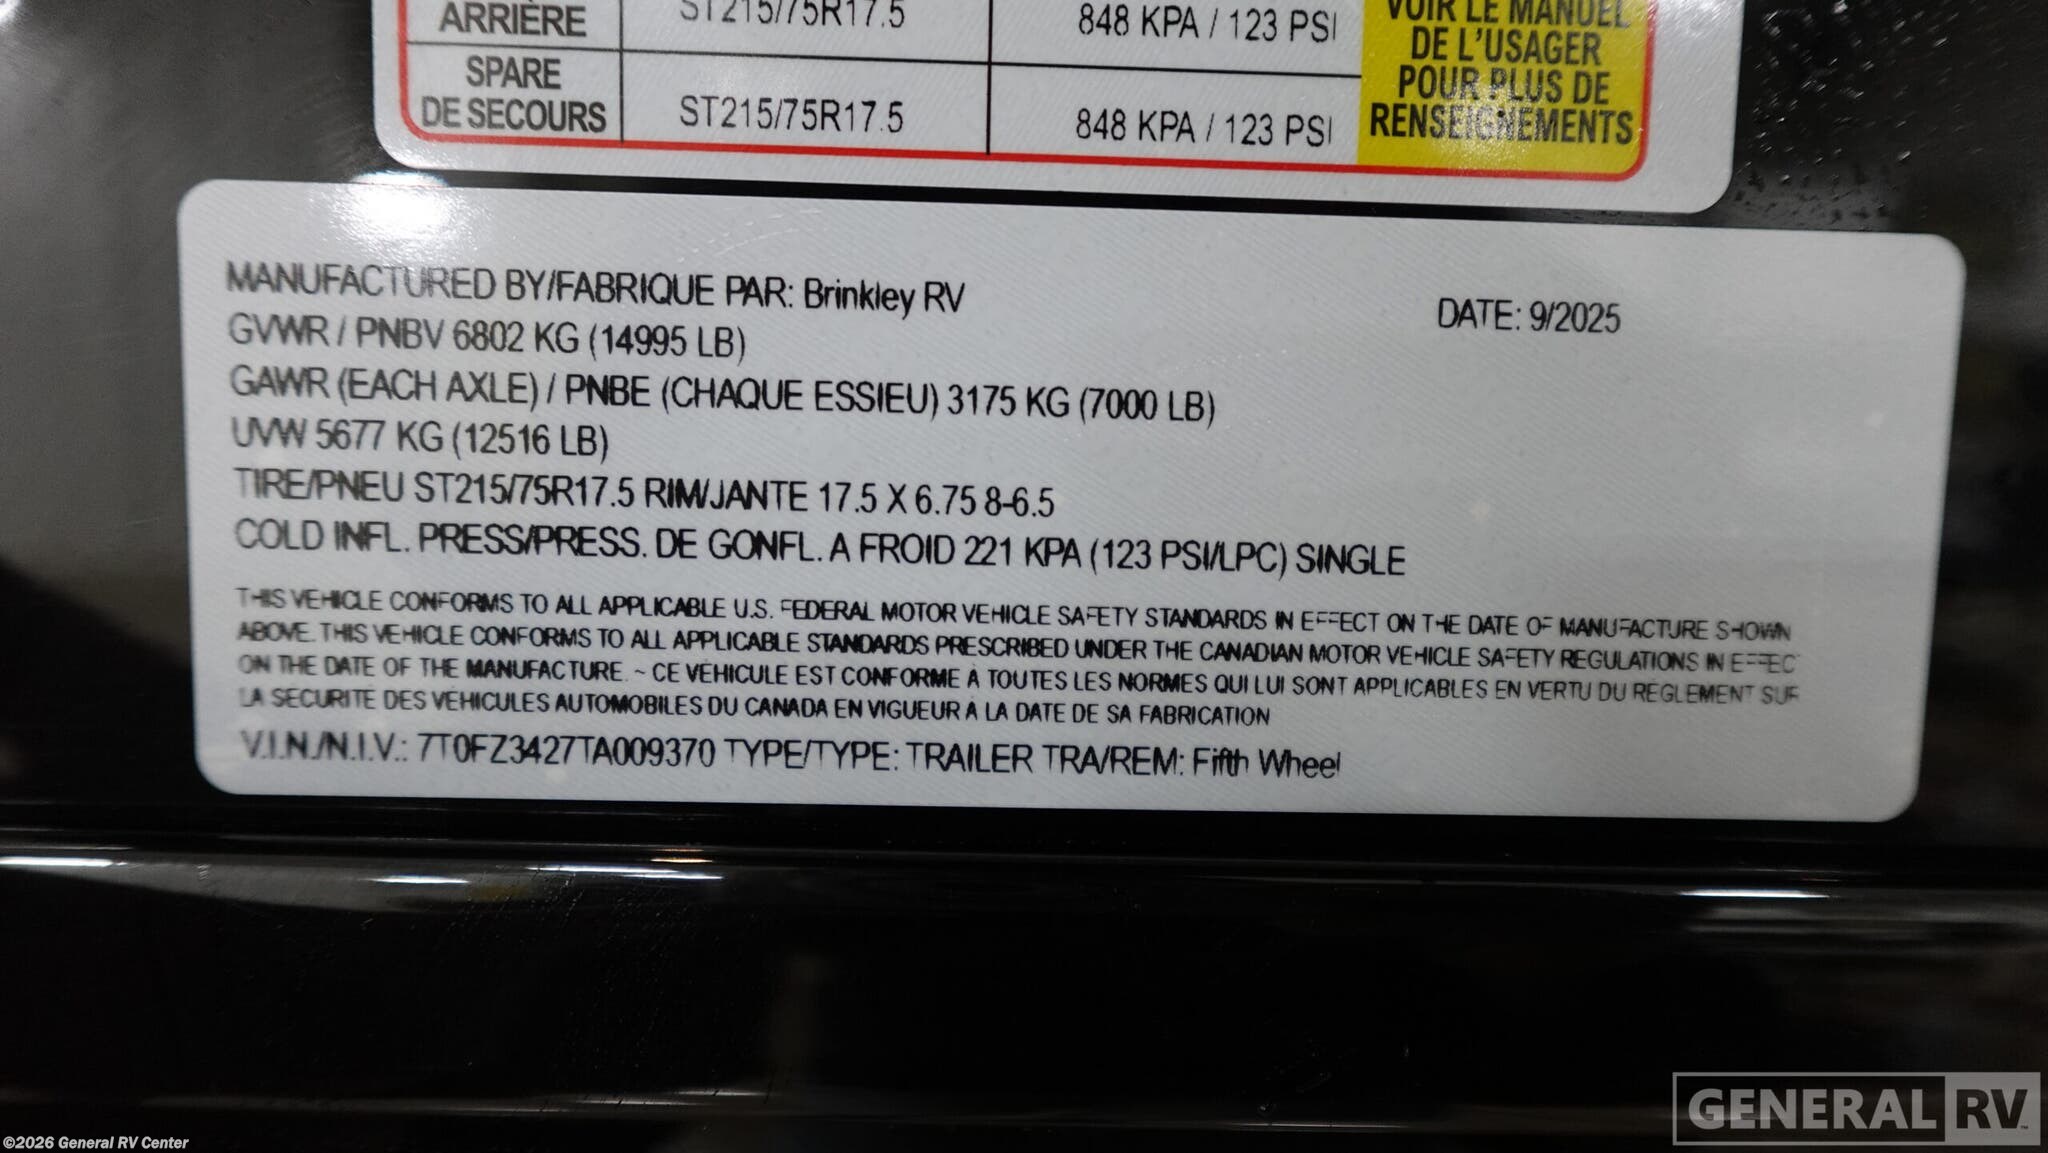 ARRIÈRE ST215/75R17.5 848 KPA / 123 PSI
SPARE
DE SECOURS ST215/75R17.5 848 KPA / 123 PSI
VOIR LE MANUEL
DE L'USAGER
POUR PLUS DE
RENSEIGNEMENTS
MANUFACTURED BY/FABRIQUE PAR: Brinkley RV
DATE: 9/2025
GVWR / PNBV 6802 KG (14995 LB)
GAWR (EACH AXLE) / PNBE (CHAQUE ESSIEU) 3175 KG (7000 LB)
UVW 5677 KG (12516 LB)
TIRE/PNEU ST215/75R17.5 RIM/JANTE 17.5 X 6.75 8-6.5
COLD INFL. PRESS/PRESS. DE GONFL. A FROID 221 KPA (123 PSI/LPC) SINGLE
THIS VEHICLE CONFORMS TO ALL APPLICABLE U.S. FEDERAL MOTOR VEHICLE SAFETY STANDARDS IN EFFECT ON THE DATE OF MANUFACTURE SHOWN
ABOVE. THIS VEHICLE CONFORMS TO ALL APPLICABLE STANDARDS PRESCRIBED UNDER THE CANADIAN MOTOR VEHICLE SAFETY REGULATIONS IN EFFEC
ON THE DATE OF THE MANUFACTURE. ~ CE VÉHICULE EST CONFORME À TOUTES LES NORMES QUI LUI SONT APPLICABLES EN VERTU DU RÈGLEMENT SUR
LA SÉCURITÉ DES VÉHICULES AUTOMOBILES DU CANADA EN VIGUEUR À LA DATE DE SA FABRICATION
V.I.N./N.I.V.: 7T0FZ3427TA009370 TYPE/TYPE: TRAILER TRA/REM: Fifth Wheel
GENERAL RV
©2026 General RV Center